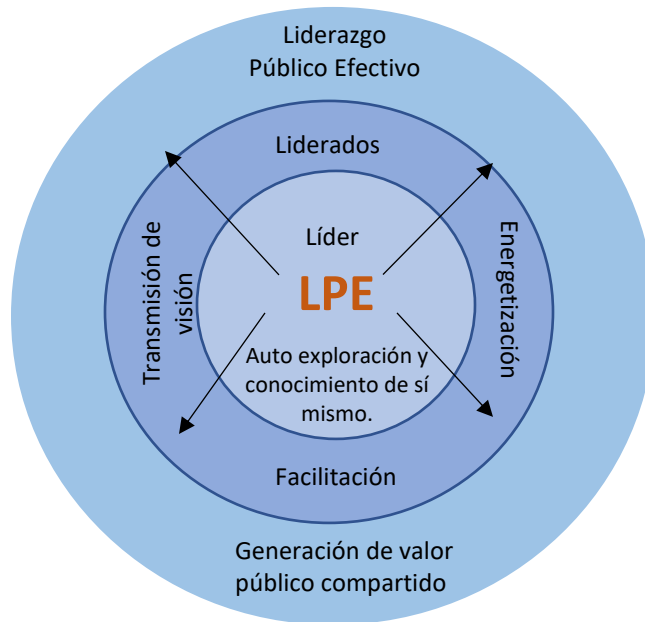 Liderazgo
Público Efectivo
Liderados
Transmisión de
visión
Energetización
Líder
LPE
Auto exploración y
conocimiento de sí
mismo.
Facilitación
Generación de valor
público compartido